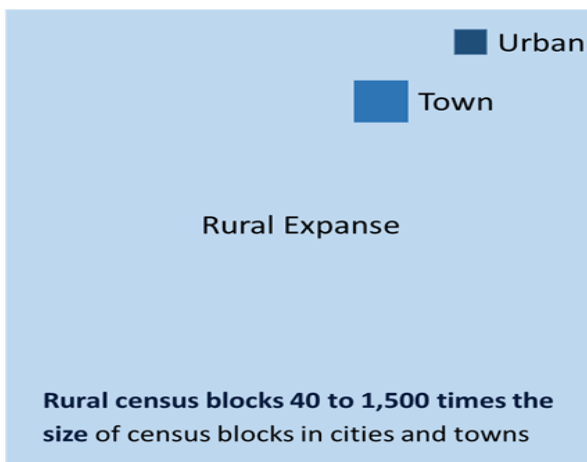 Urban
Town
Rural Expanse
Rural census blocks 40 to 1,500 times the
size of census blocks in cities and towns